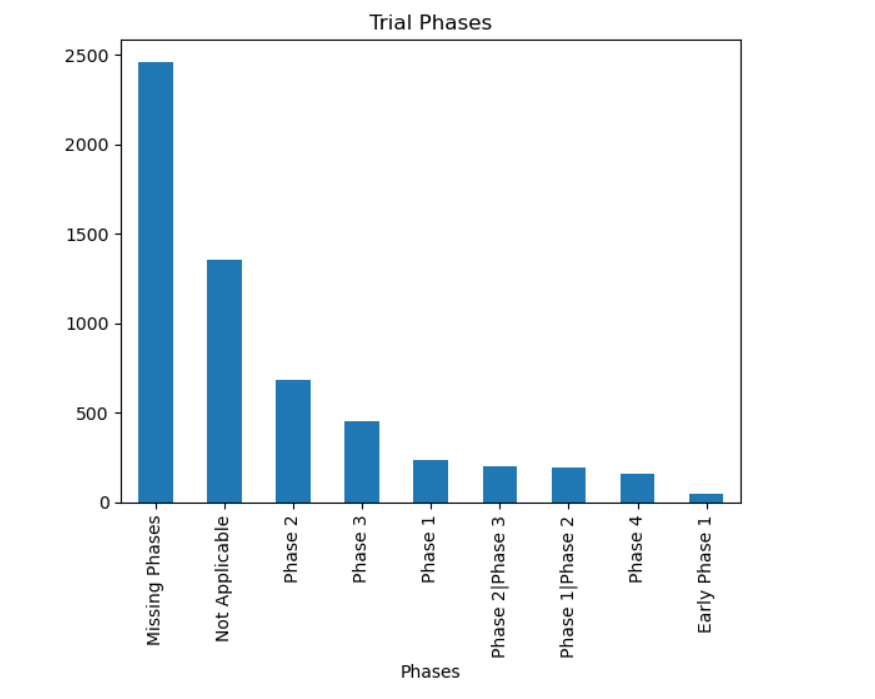 Trial Phases
2500
2000
1500
1000
500
0
Missing Phases
Not Applicable
Phase 2
Phase 3
Phase 1
Phase 2|Phase 3
Phase 1|Phase 2
Phase 4
Early Phase 1
Phases